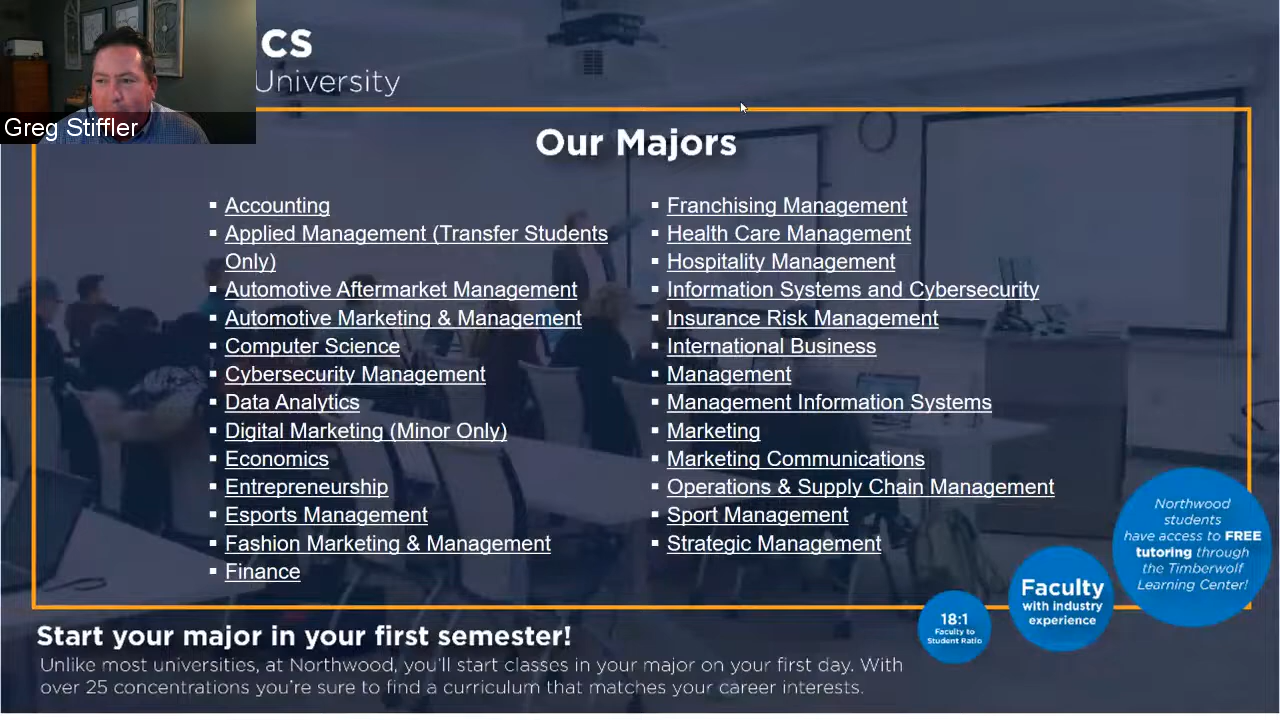 cs
University
Greg Stiffler
Our Majors
▪ Accounting
▪ Applied Management (Transfer Students
Only)
▪ Automotive Aftermarket Management
▪ Automotive Marketing & Management
▪ Computer Science
▪ Cybersecurity Management
▪ Data Analytics
▪ Digital Marketing (Minor Only)
▪ Economics
▪ Entrepreneurship
▪ Esports Management
▪ Fashion Marketing & Management
▪ Finance
▪ Franchising Management
▪ Health Care Management
▪ Hospitality Management
▪ Information Systems and Cybersecurity
▪ Insurance Risk Management
▪ International Business
▪ Management
▪ Management Information Systems
▪ Marketing
▪ Marketing Communications
▪ Operations & Supply Chain Management
▪ Sport Management
▪ Strategic Management
Northwood
students
have access to FREE
tutoring through
the Timberwolf
Learning Center!
Faculty
with industry
experience
18:1
Faculty to
Student Ratio
Start your major in your first semester!
Unlike most universities, at Northwood, you'll start classes in your major on your first day. With
over 25 concentrations you're sure to find a curriculum that matches your career interests.